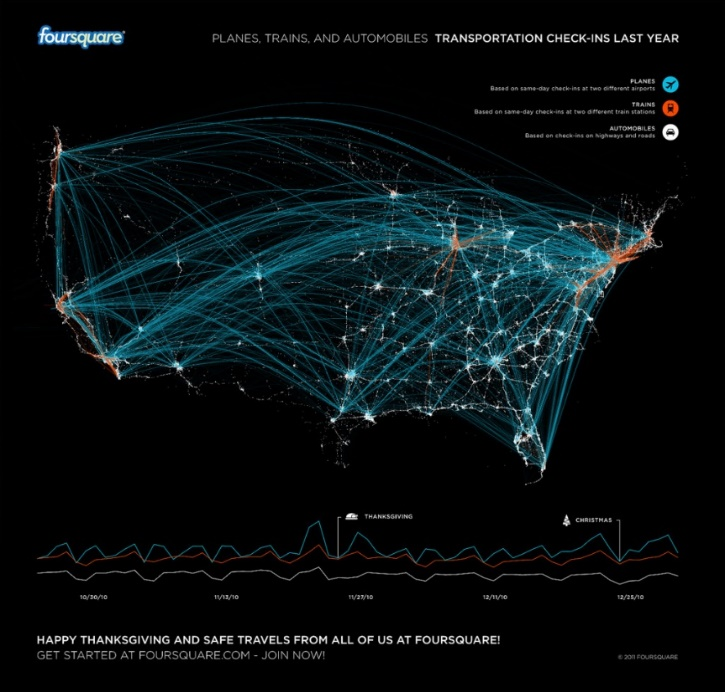 foursquare
PLANES, TRAINS, AND AUTOMOBILES TRANSPORTATION CHECK-INS LAST YEAR
PLANES
Based on same-day check-ins at two different airports
TRAINS
Based on same-day check-ins at two different train stations
AUTOMOBILES
Based on check-ins on highways and roads
THANKSGIVING
CHRISTMAS
10/30/10
11/13/10
11/27/10
12/11/10
12/25/10
HAPPY THANKSGIVING AND SAFE TRAVELS FROM ALL OF US AT FOURSQUARE!
GET STARTED AT FOURSQUARE.COM - JOIN NOW!
© 2011 FOURSQUARE